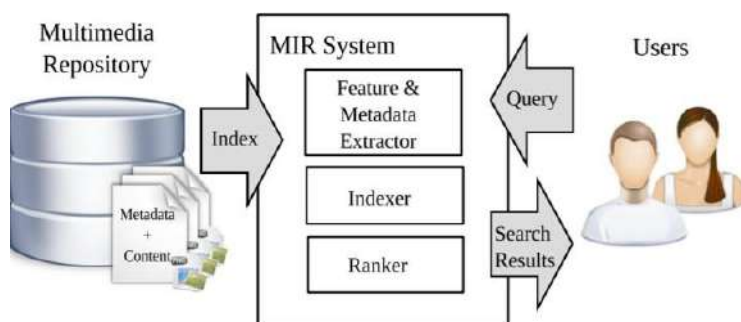 Multimedia
Repository
Metadata
+
Content
Index
MIR System
Feature &
Metadata
Extractor
Indexer
Ranker
Query
Search
Results
Users